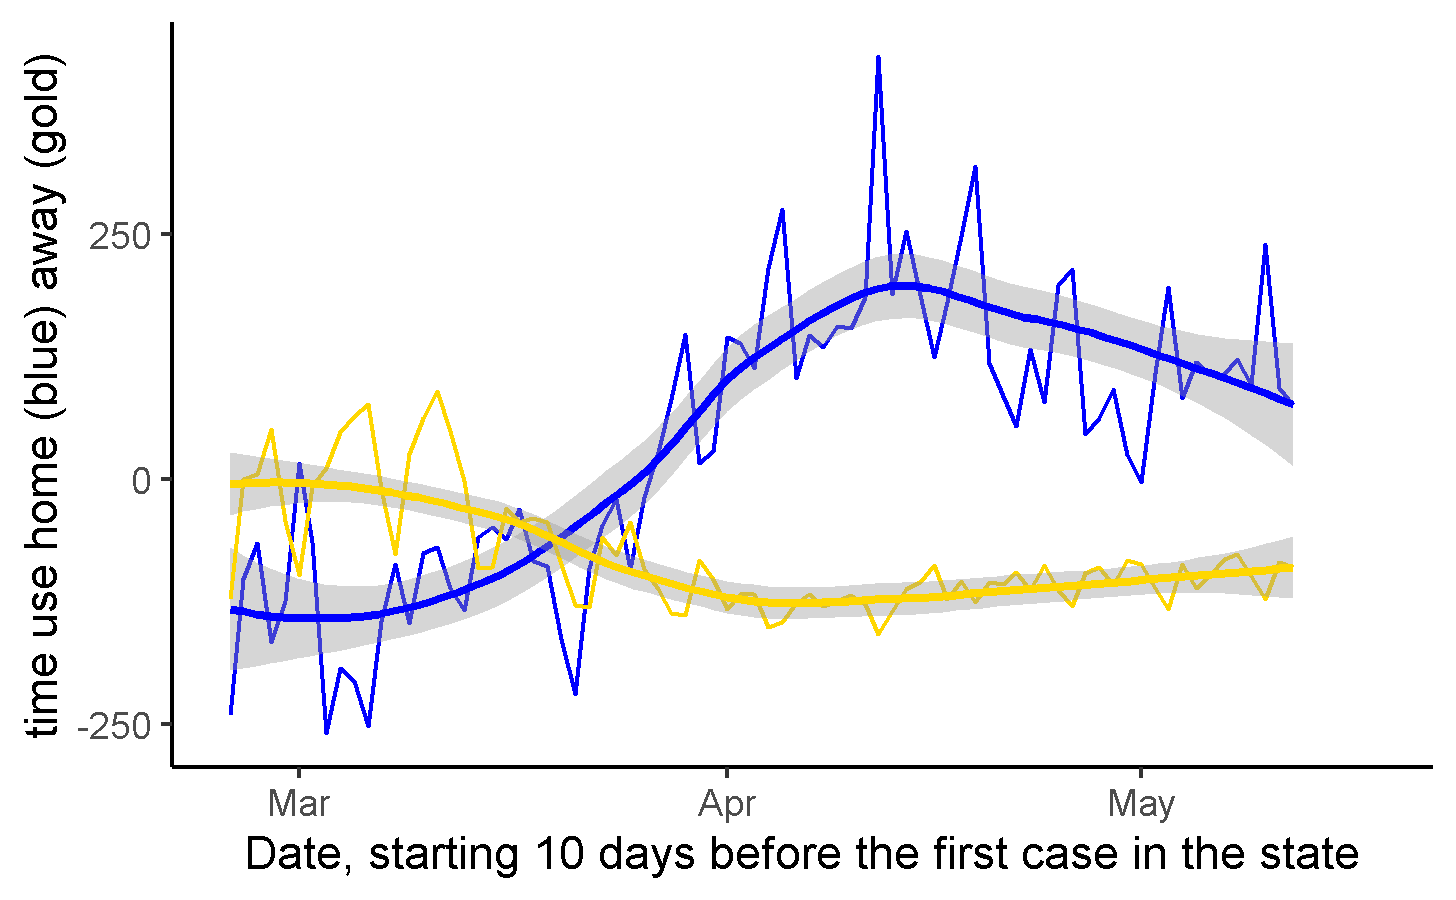 time use home (blue) away (gold)
250
0
-250
Mar
Apr
May
Date, starting 10 days before the first case in the state